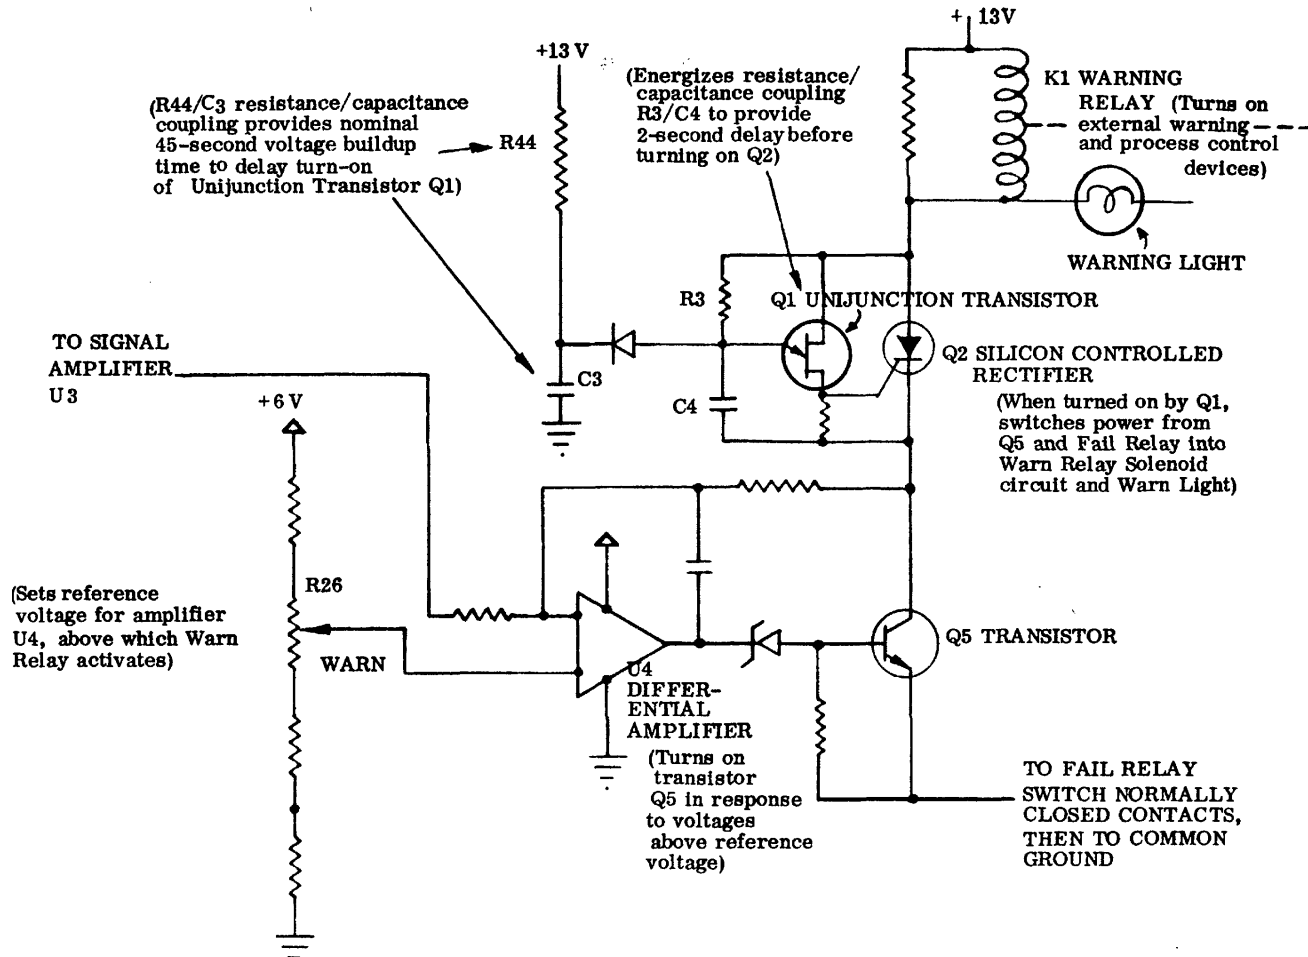 + 13V
+13 V
(Energizes resistance/
capacitance coupling
R3/C4 to provide
2-second delay before
turning on Q2)
K1 WARNING
RELAY (Turns on
external warning
and process control
devices)
(R44/C3 resistance/capacitance
coupling provides nominal
45-second voltage buildup
time to delay turn-on
of Unijunction Transistor Q1)
R44
WARNING LIGHT
R3
Q1 UNIJUNCTION TRANSISTOR
TO SIGNAL
AMPLIFIER
U3
+6 V
C3
C4
Q2 SILICON CONTROLLED
RECTIFIER
(When turned on by Q1,
switches power from
Q5 and Fail Relay into
Warn Relay Solenoid
circuit and Warn Light)
R26
(Sets reference
voltage for amplifier
U4, above which Warn
Relay activates)
WARN
Q5 TRANSISTOR
U4
DIFFER-
ENTIAL
AMPLIFIER
(Turns on
transistor
Q5 in response
to voltages
above reference
voltage)
TO FAIL RELAY
SWITCH NORMALLY
CLOSED CONTACTS,
THEN TO COMMON
GROUND